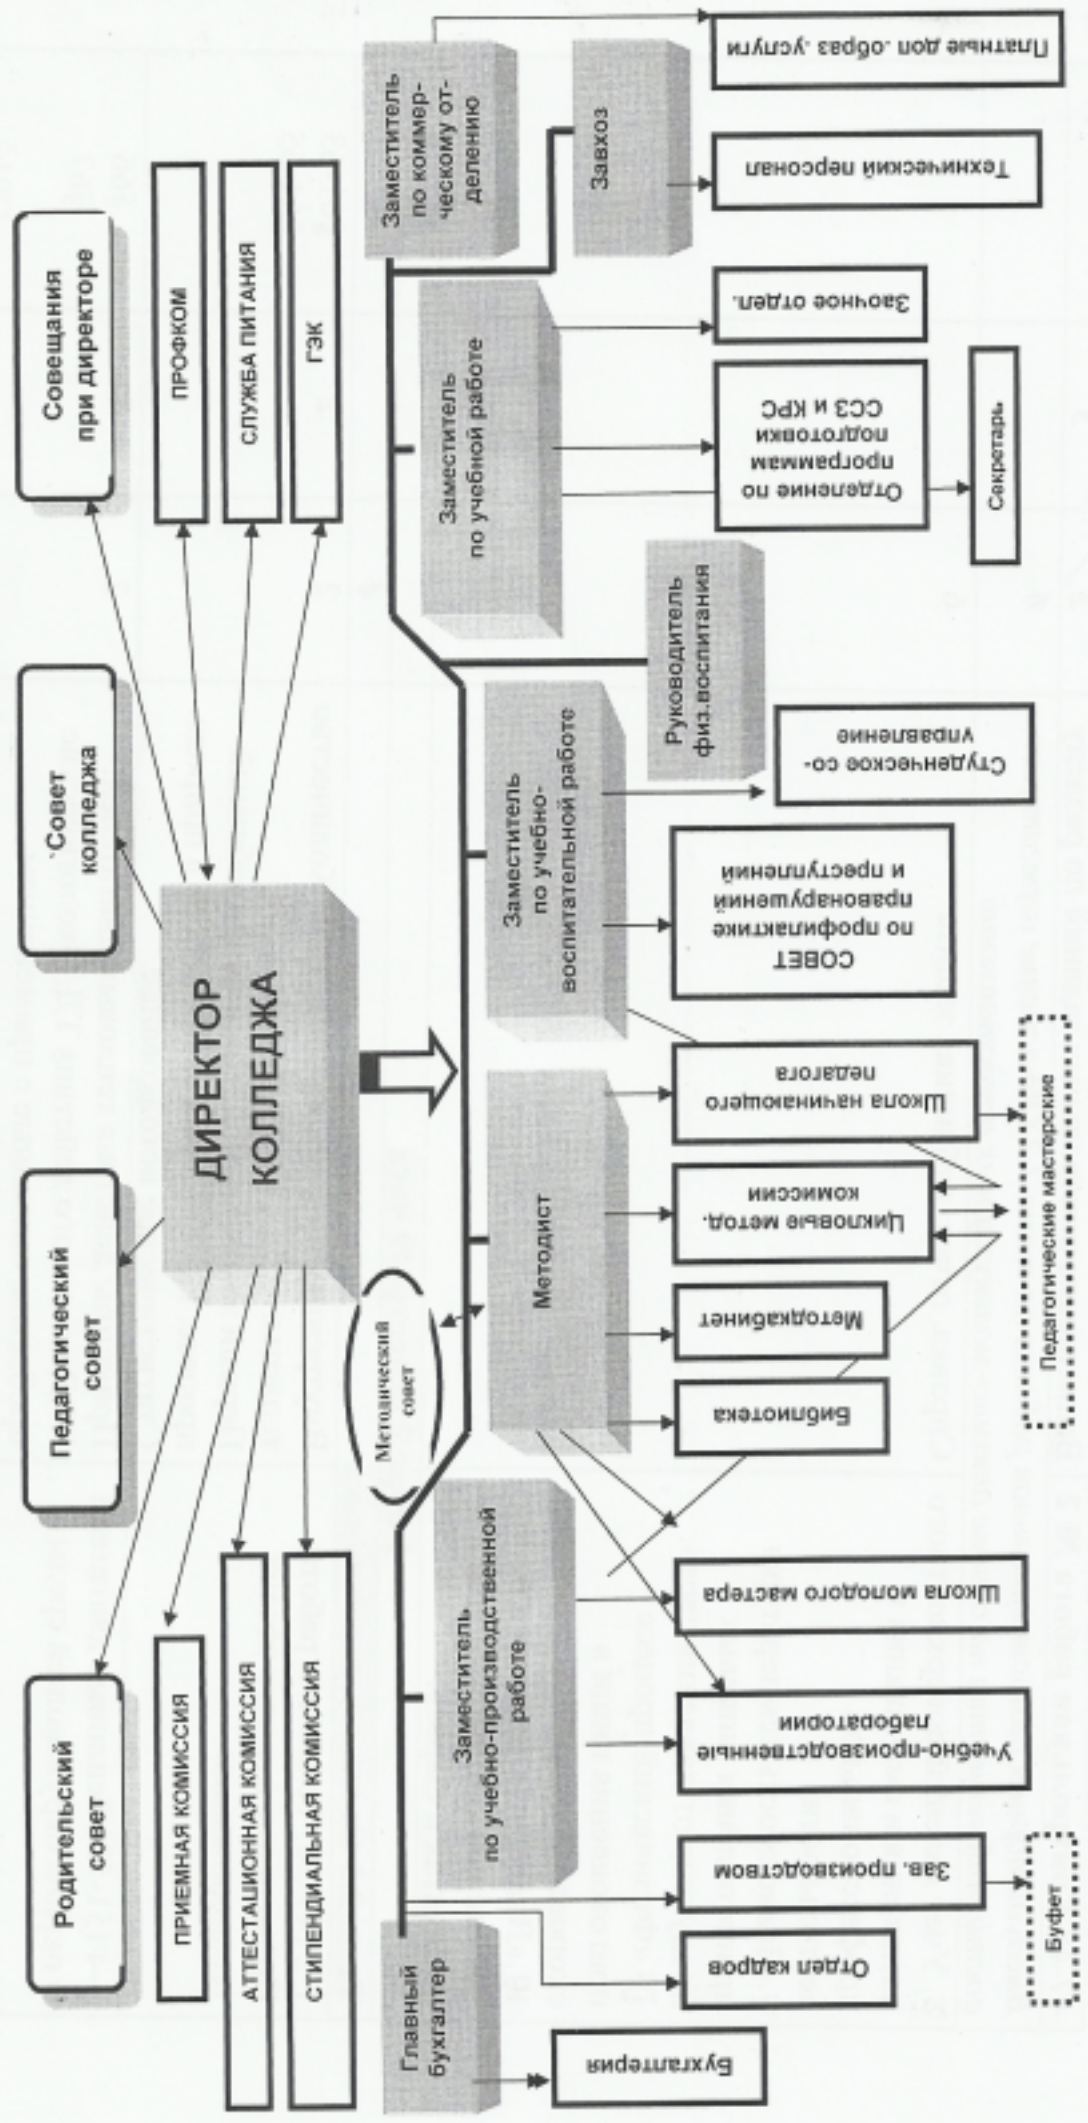 Родительский
совет
Педагогический
совет
`Совет
колледжа
Совещания
при директоре
ПРИЕМНАЯ КОМИССИЯ
АТТЕСТАЦИОННАЯ КОМИССИЯ
СТИПЕНДИАЛЬНАЯ КОМИССИЯ
ДИРЕКТОР
КОЛЛЕДЖА
ПРОФКОМ
СЛУЖБА ПИТАНИЯ
ГЭК
Методический
совет
Главный
бухгалтер
Заместитель
по учебно-производственной
работе
Методист
Заместитель
по учебно-
воспитательной работе
Руководитель
физ.воспитания
Заместитель
по учебной работе
Заместитель
по коммер-
ческому от-
делению
Завхоз
Бухгалтерия
Отдел кадров
Зав. производством
Учебно-производственные
лаборатории
Школа молодого мастера
Библиотека
Методкабинет
Цикловые метод.
комиссии
Школа начинающего
педагога
СОВЕТ
по профилактике
правонарушений
и преступлений
Студенческое со-
управление
Отделение по
программам
подготовки
ССЗ и КРС
Заочное отдел.
Технический персонал
Платные доп .образ. услуги
Буфет
Педагогические мастерские
Секретарь